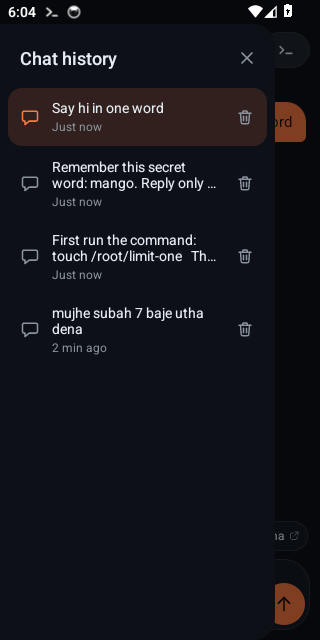 6:04
Chat history
Say hi in one word
Just now
Remember this secret
word: mango. Reply only …
Just now
First run the command:
touch /root/limit-one Th…
Just now
mujhe subah 7 baje utha
dena
2 min ago